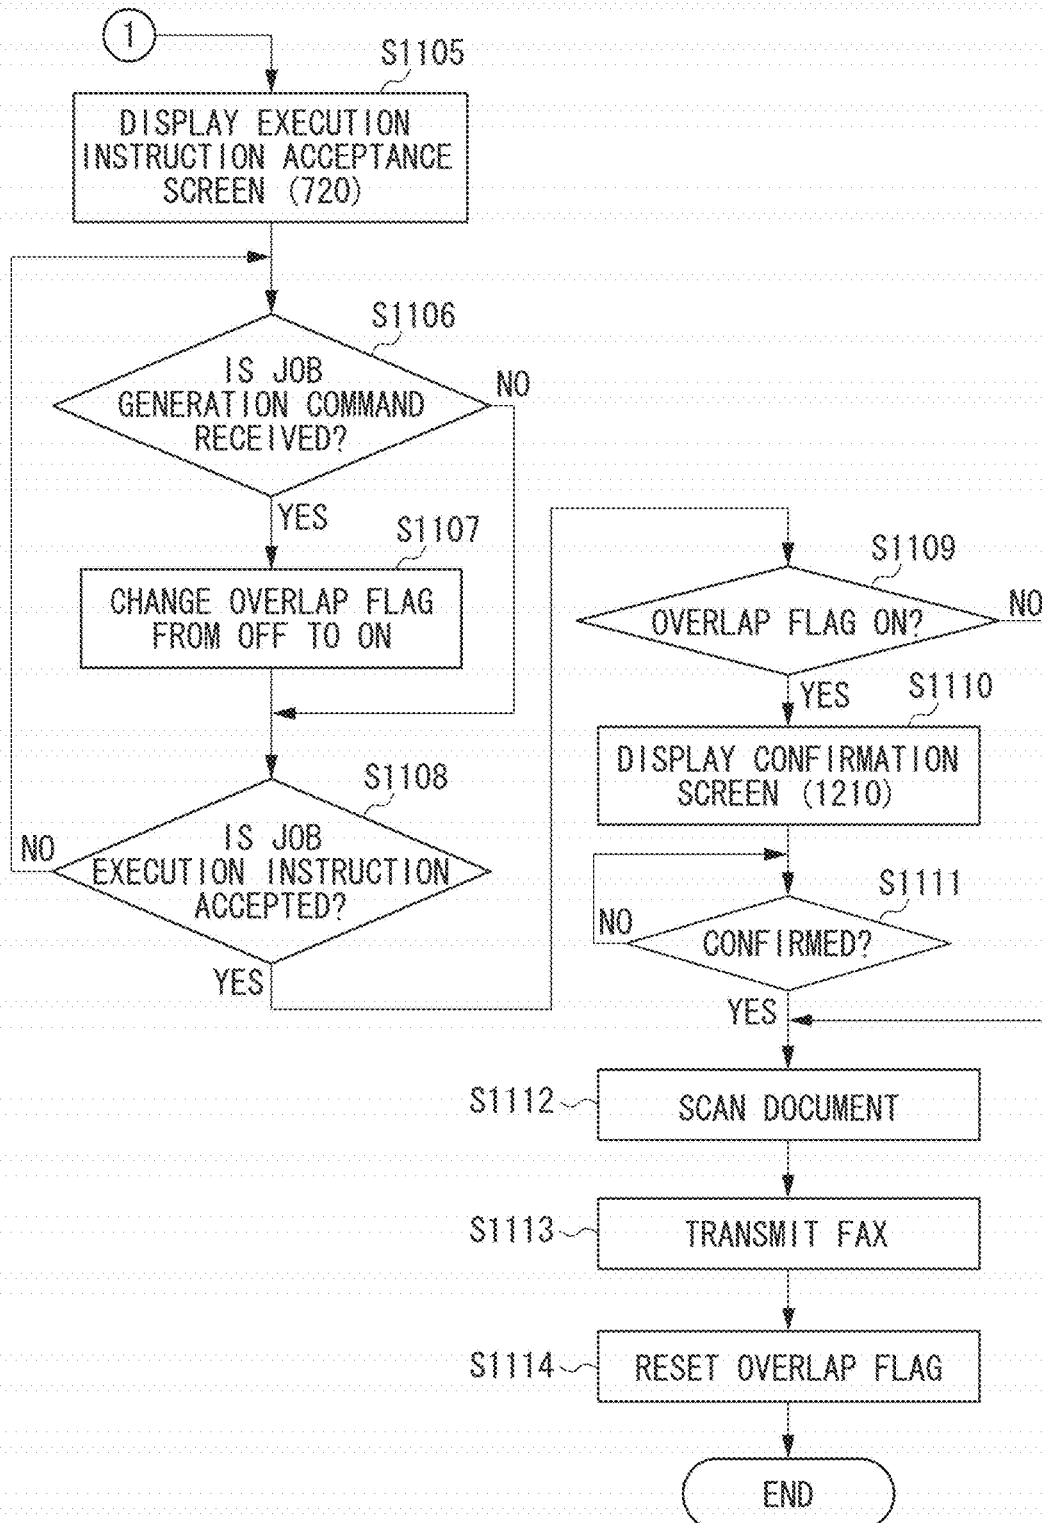 1
S1105
DISPLAY EXECUTION
INSTRUCTION ACCEPTANCE
SCREEN (720)
S1106
IS JOB
GENERATION COMMAND
RECEIVED?
NO
YES
S1107
CHANGE OVERLAP FLAG
FROM OFF TO ON
S1108
IS JOB
EXECUTION INSTRUCTION
ACCEPTED?
NO
YES
S1109
OVERLAP FLAG ON?
NO
YES
S1110
DISPLAY CONFIRMATION
SCREEN (1210)
S1111
CONFIRMED?
NO
YES
S1112
SCAN DOCUMENT
S1113
TRANSMIT FAX
S1114
RESET OVERLAP FLAG
END